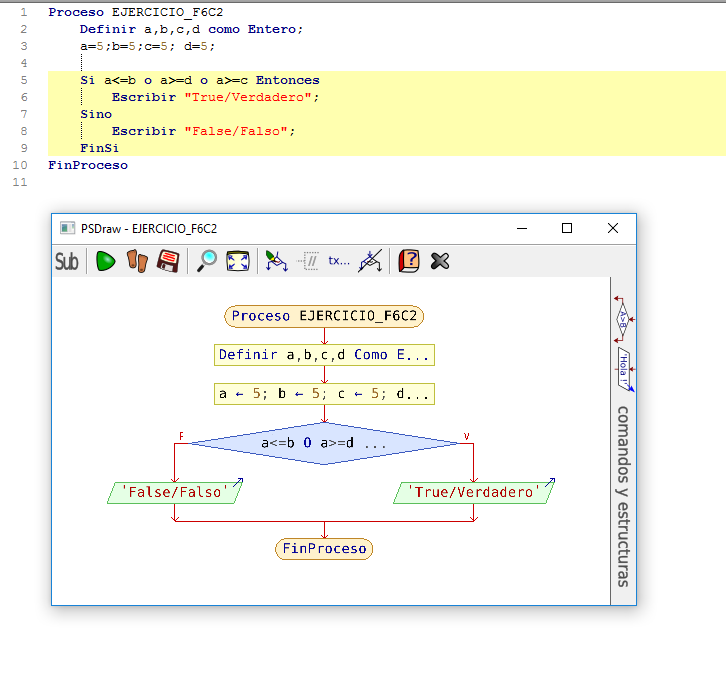 1 Proceso EJERCICIO_F6C2
2 Definir a,b,c,d como Entero;
3 a=5;b=5;c=5; d=5;
4
5 Si a<=b o a>=d o a>=c Entonces
6 Escribir "True/Verdadero";
7 Sino
8 Escribir "False/Falso";
9 FinSi
10 FinProceso
11
PSDraw - EJERCICIO_F6C2
Sub // tx... ?
Proceso EJERCICIO_F6C2
Definir a,b,c,d Como E...
a ← 5; b ← 5; c ← 5; d...
F
a<=b O a>=d ...
V
'False/Falso'
'True/Verdadero'
FinProceso
A>B
'Hola !'
comandos y estructuras